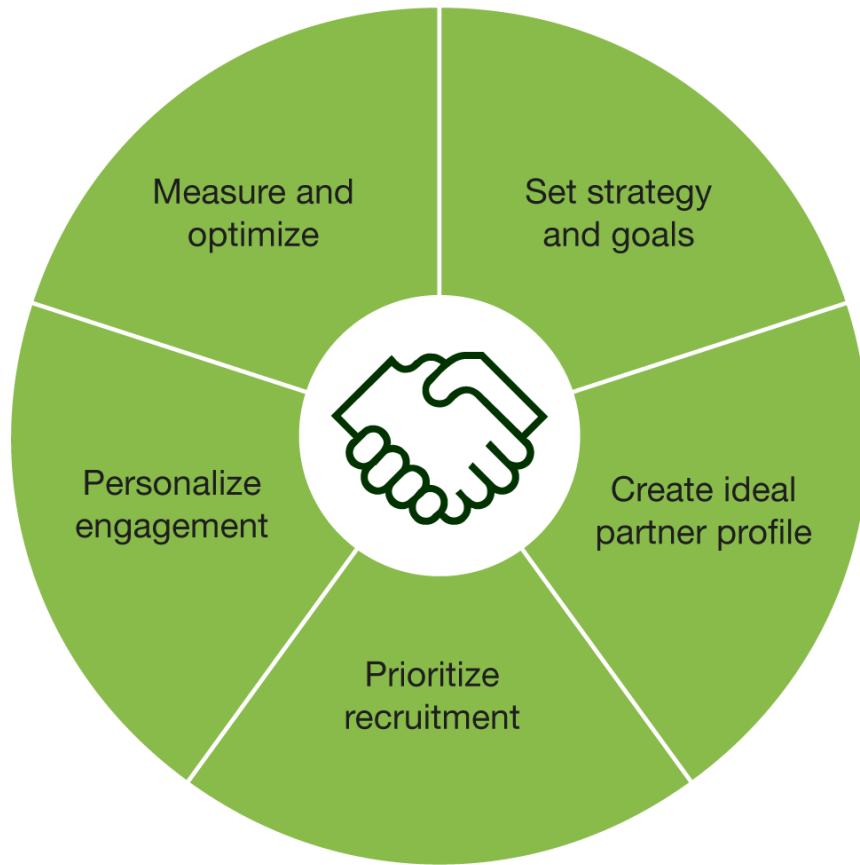 Set strategy
and goals
Create ideal
partner profile
Prioritize
recruitment
Personalize
engagement
Measure and
optimize